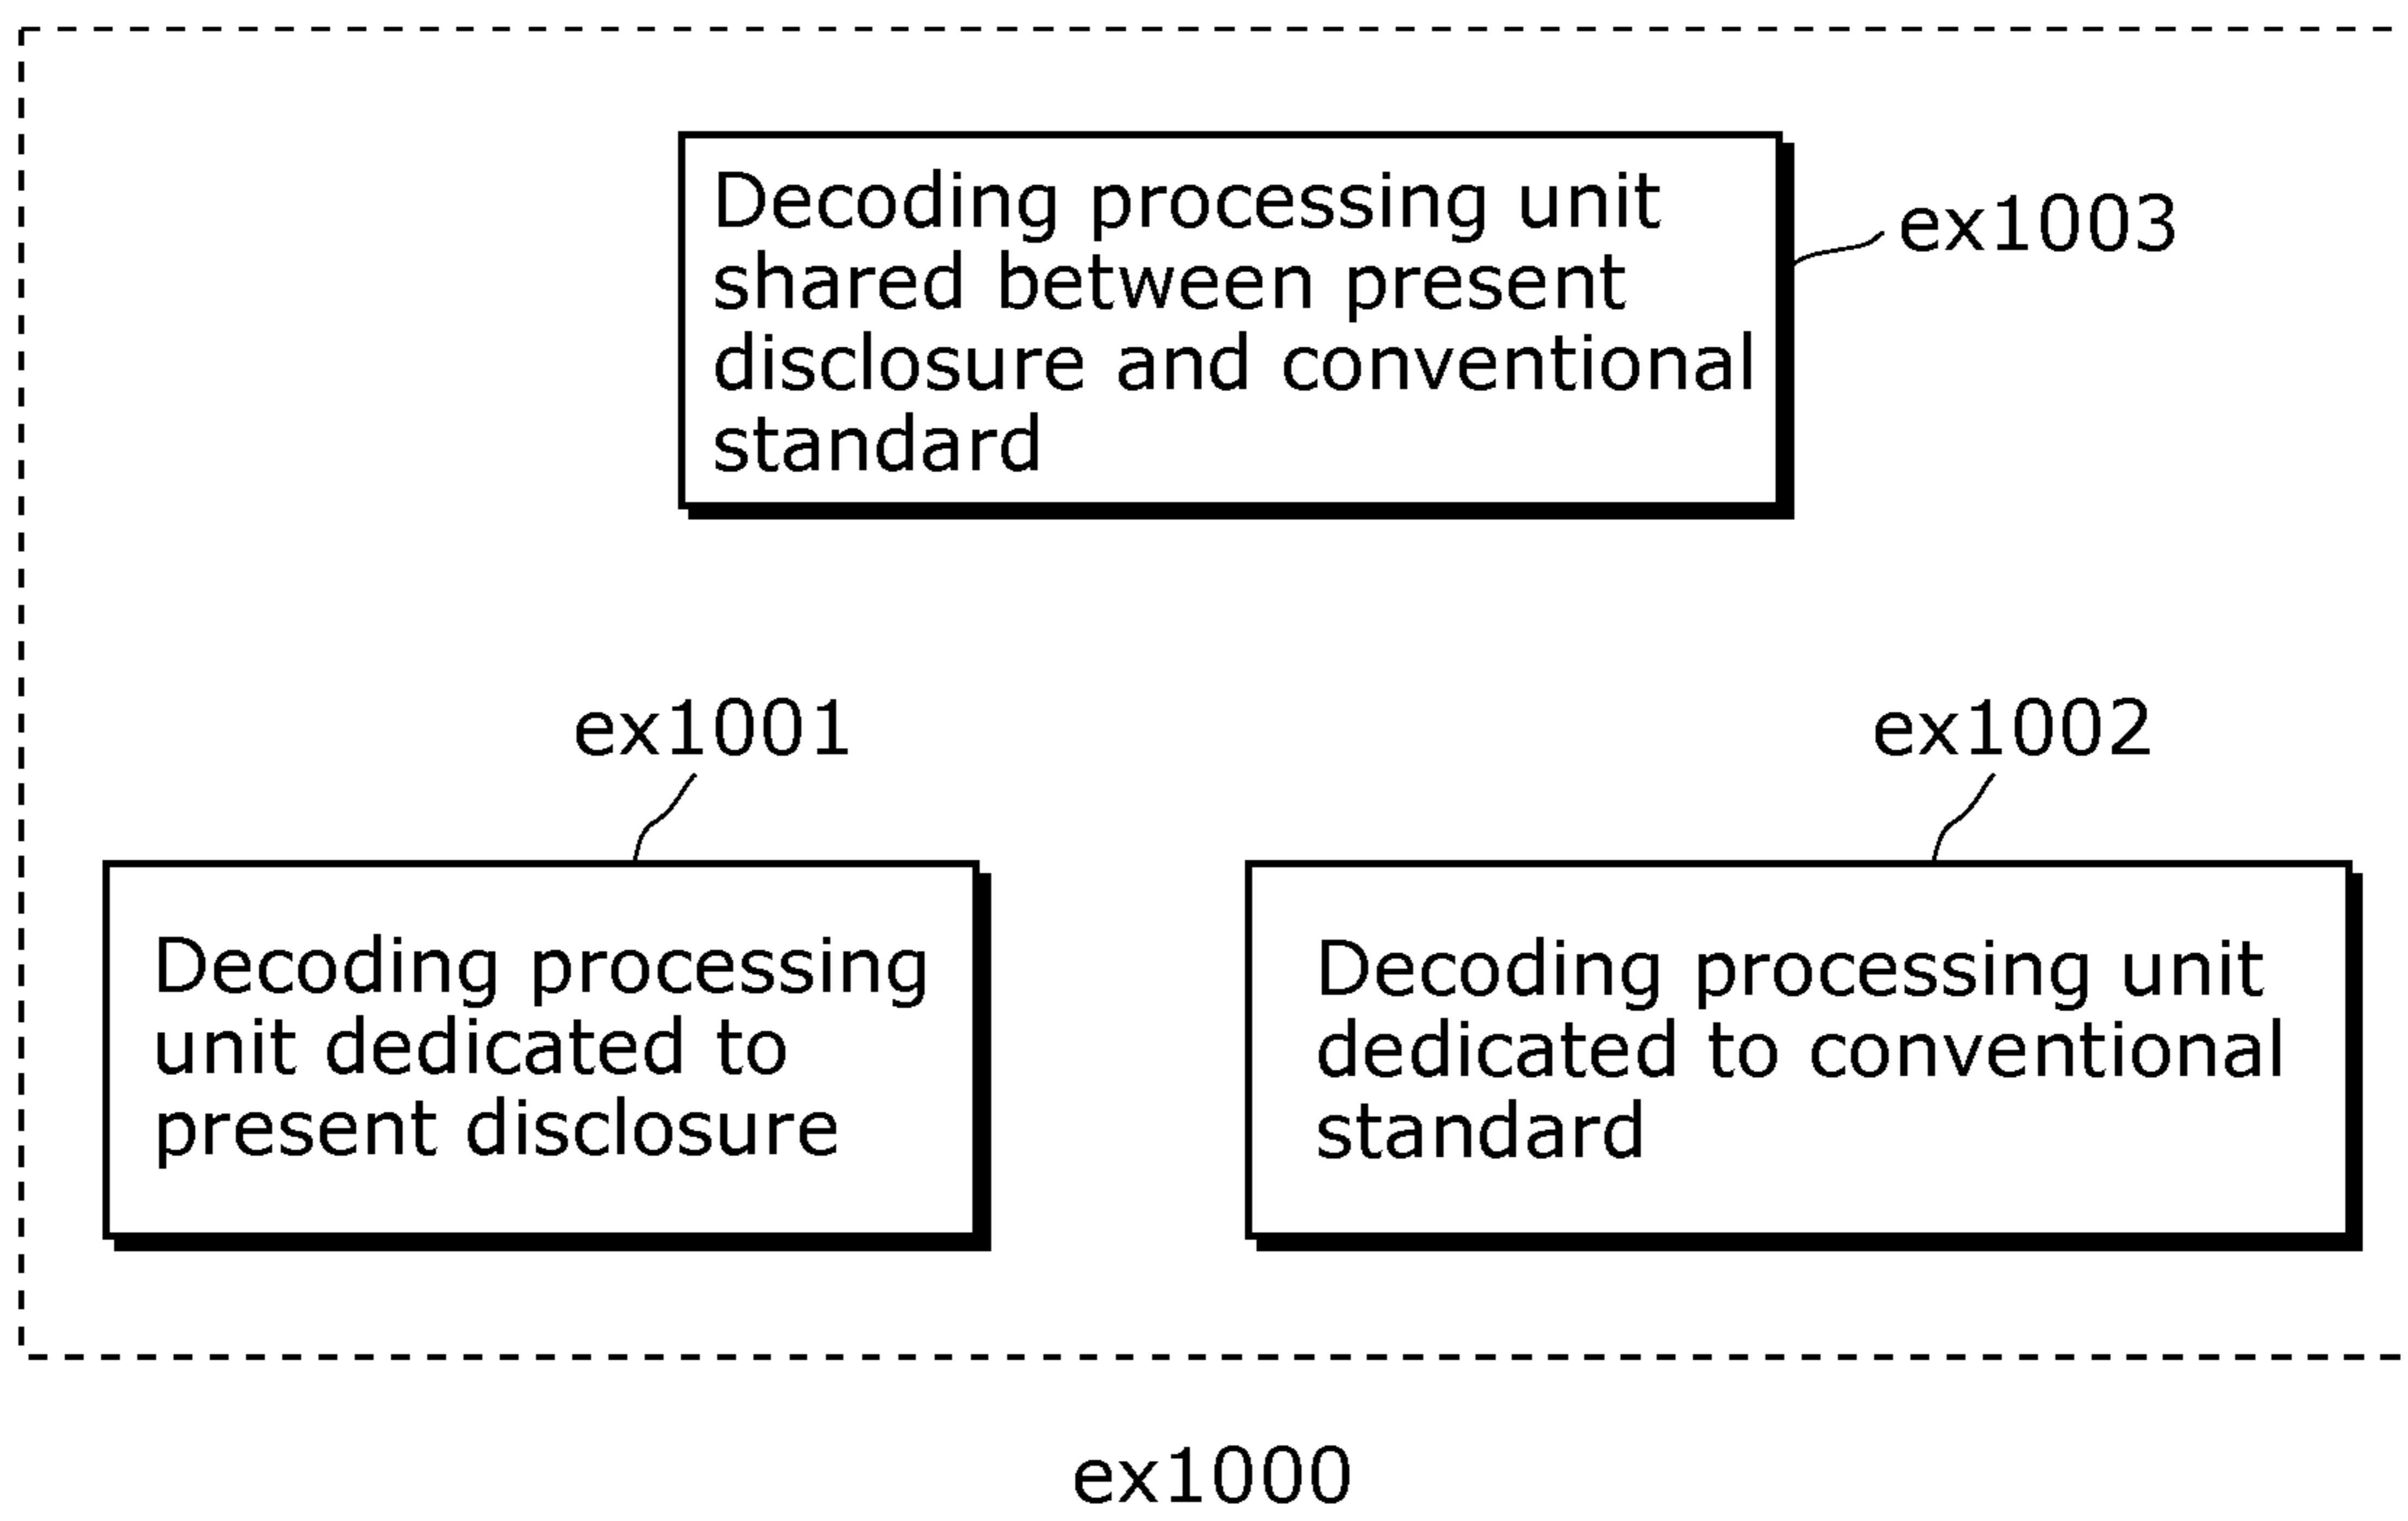 Decoding processing unit
shared between present
disclosure and conventional
standard
ex1003
ex1001
ex1002
Decoding processing
unit dedicated to
present disclosure
Decoding processing unit
dedicated to conventional
standard
ex1000